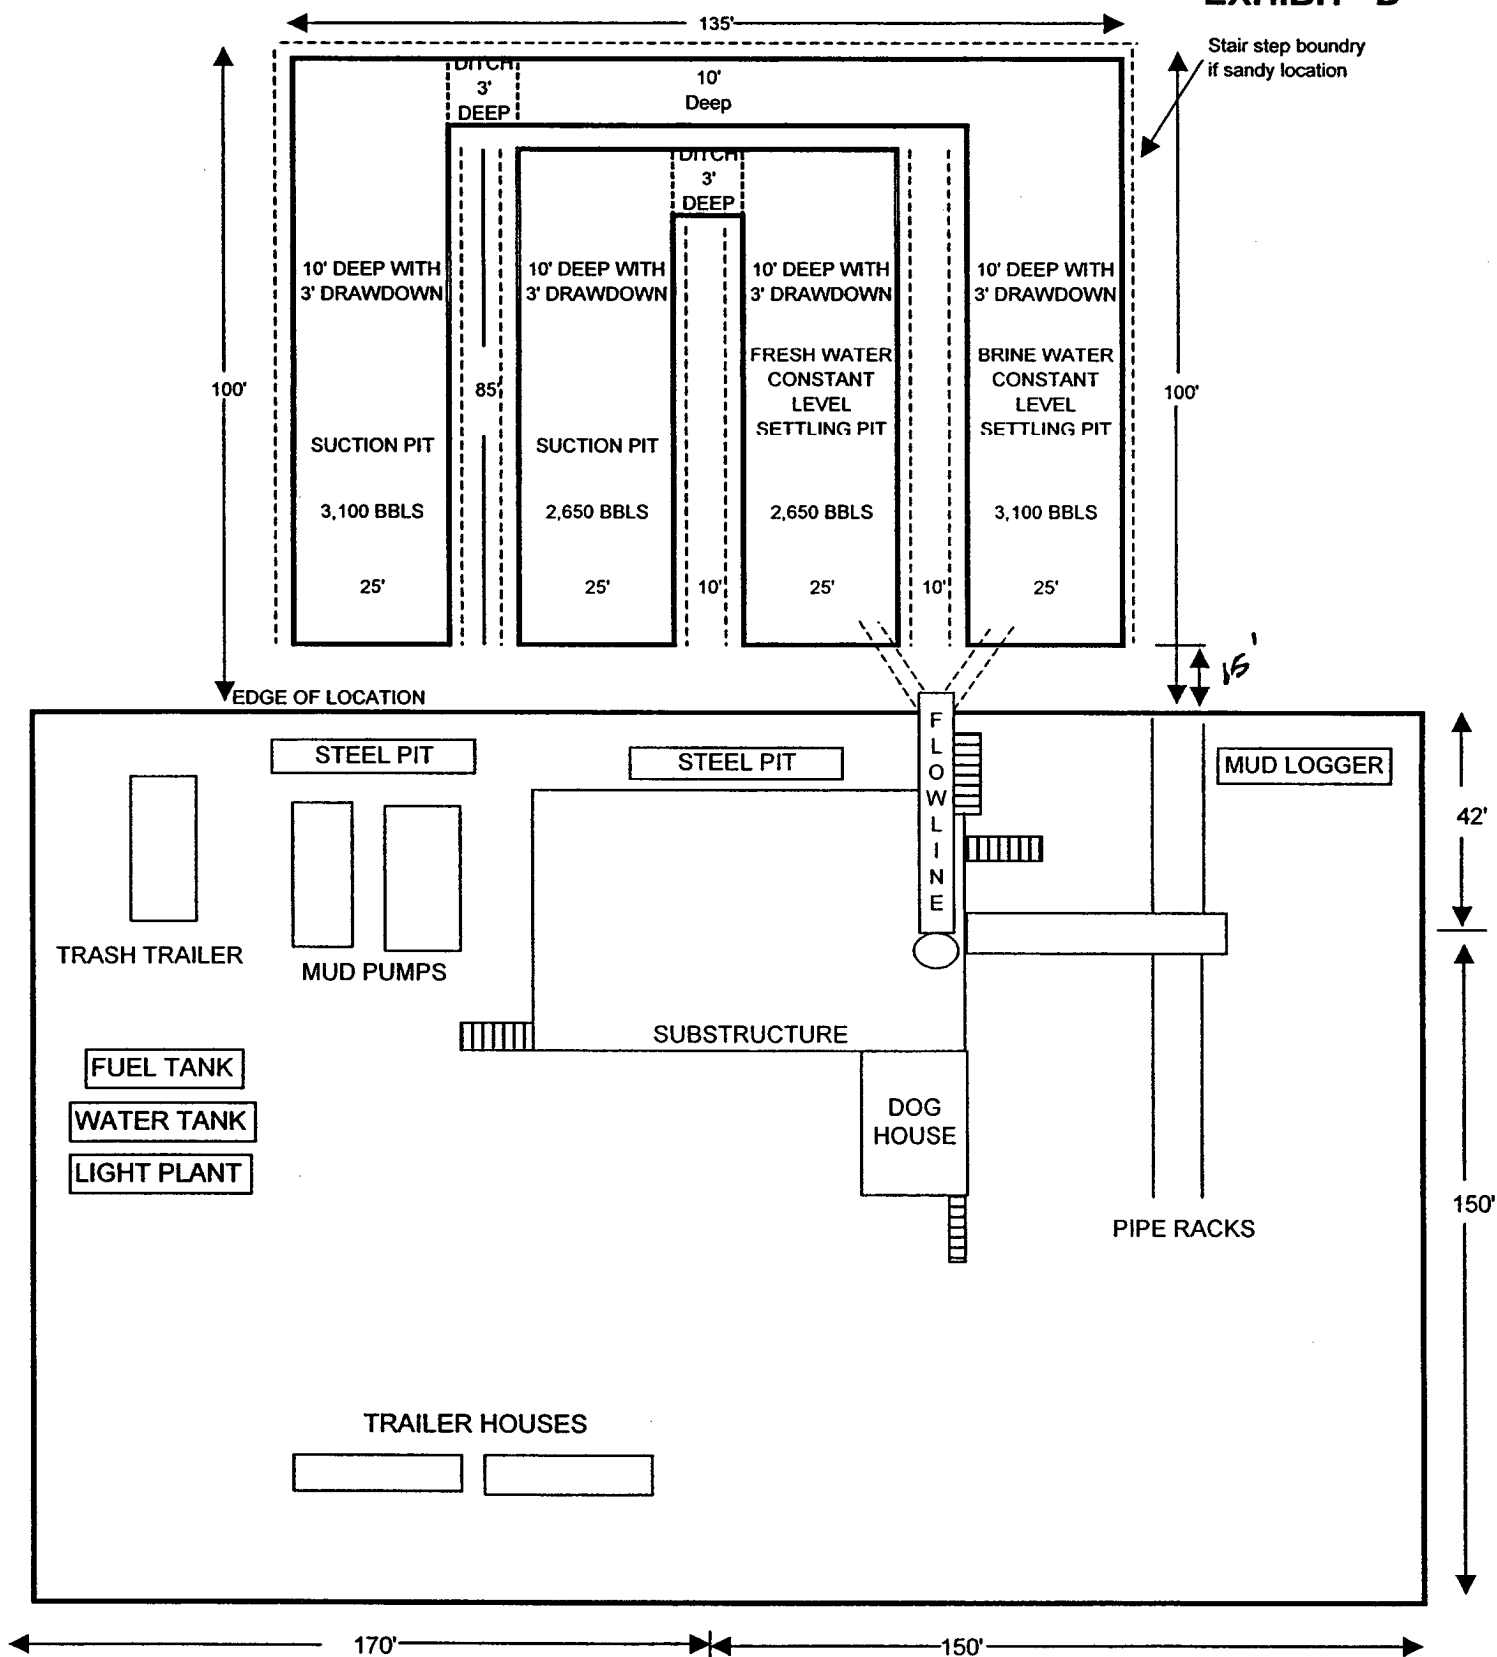 EXHIBIT "D"
135'
Stair step boundry
if sandy location
DITCH
3'
DEEP
10'
Deep
DITCH
3'
DEEP
10' DEEP WITH
3' DRAWDOWN
10' DEEP WITH
3' DRAWDOWN
10' DEEP WITH
3' DRAWDOWN
10' DEEP WITH
3' DRAWDOWN
FRESH WATER
CONSTANT
LEVEL
SETTLING PIT
BRINE WATER
CONSTANT
LEVEL
SETTLING PIT
100'
85'
100'
SUCTION PIT
SUCTION PIT
3,100 BBLS
2,650 BBLS
2,650 BBLS
3,100 BBLS
25'
25'
10'
25'
10'
25'
15'
EDGE OF LOCATION
STEEL PIT
STEEL PIT
FLOWLINE
MUD LOGGER
42'
TRASH TRAILER
MUD PUMPS
SUBSTRUCTURE
FUEL TANK
WATER TANK
LIGHT PLANT
DOG
HOUSE
PIPE RACKS
150'
TRAILER HOUSES
170'
150'